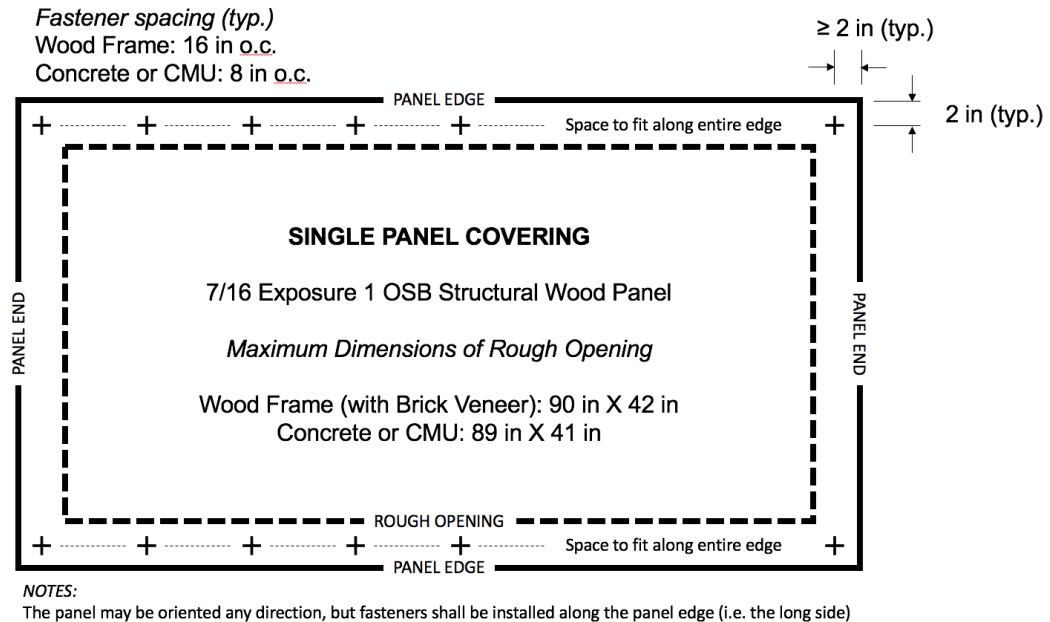 Fastener spacing (typ.)
Wood Frame: 16 in o.c.
Concrete or CMU: 8 in o.c.
≥ 2 in (typ.)
PANEL EDGE
2 in (typ.)
Space to fit along entire edge
SINGLE PANEL COVERING
7/16 Exposure 1 OSB Structural Wood Panel
PANEL END
PANEL END
Maximum Dimensions of Rough Opening
Wood Frame (with Brick Veneer): 90 in X 42 in
Concrete or CMU: 89 in X 41 in
ROUGH OPENING
Space to fit along entire edge
PANEL EDGE
NOTES:
The panel may be oriented any direction, but fasteners shall be installed along the panel edge (i.e. the long side)